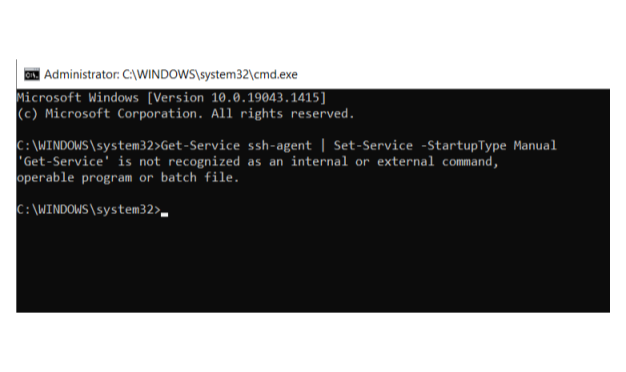 Administrator: C:\WINDOWS\system32\cmd.exe
Microsoft Windows [Version 10.0.19043.1415]
(c) Microsoft Corporation. All rights reserved.
C:\WINDOWS\system32>Get-Service ssh-agent | Set-Service -StartupType Manual
'Get-Service' is not recognized as an internal or external command,
operable program or batch file.
C:\WINDOWS\system32>